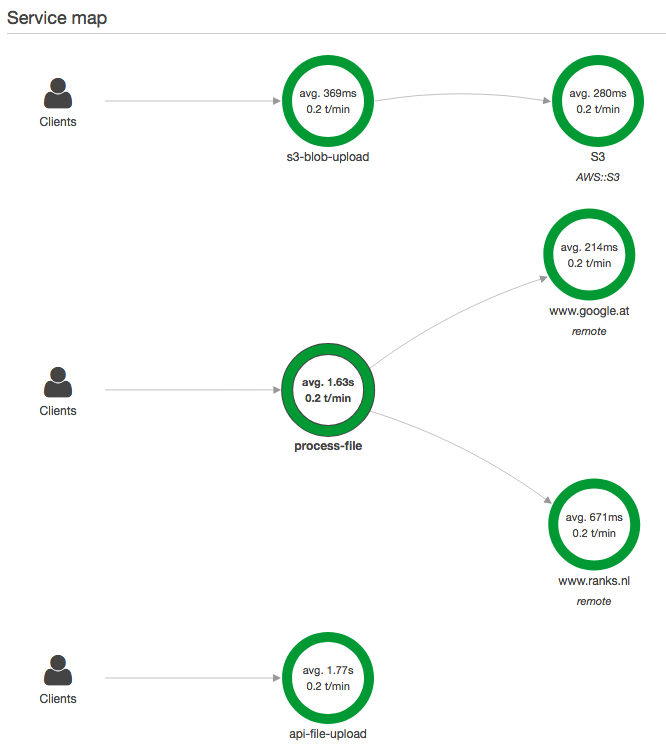 Service map
Clients
avg. 369ms
0.2 t/min
s3-blob-upload
avg. 280ms
0.2 t/min
S3
AWS::S3
avg. 214ms
0.2 t/min
www.google.at
remote
Clients
avg. 1.63s
0.2 t/min
process-file
avg. 671ms
0.2 t/min
www.ranks.nl
remote
Clients
avg. 1.77s
0.2 t/min
api-file-upload